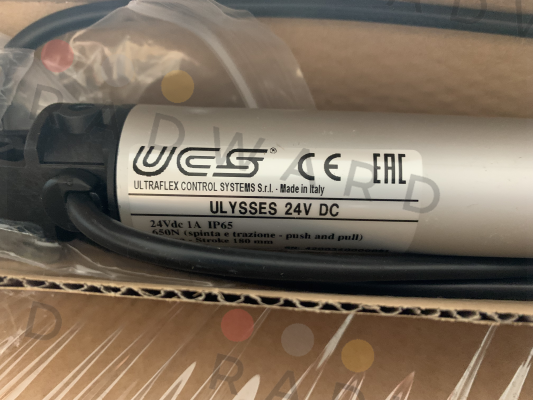 UCS® CE EAC
ULTRAFLEX CONTROL SYSTEMS S.r.l. - Made in Italy
ULYSSES 24V DC
24Vdc 1A IP65
650N (spinta e trazione - push and pull)
- Stroke 180 mm